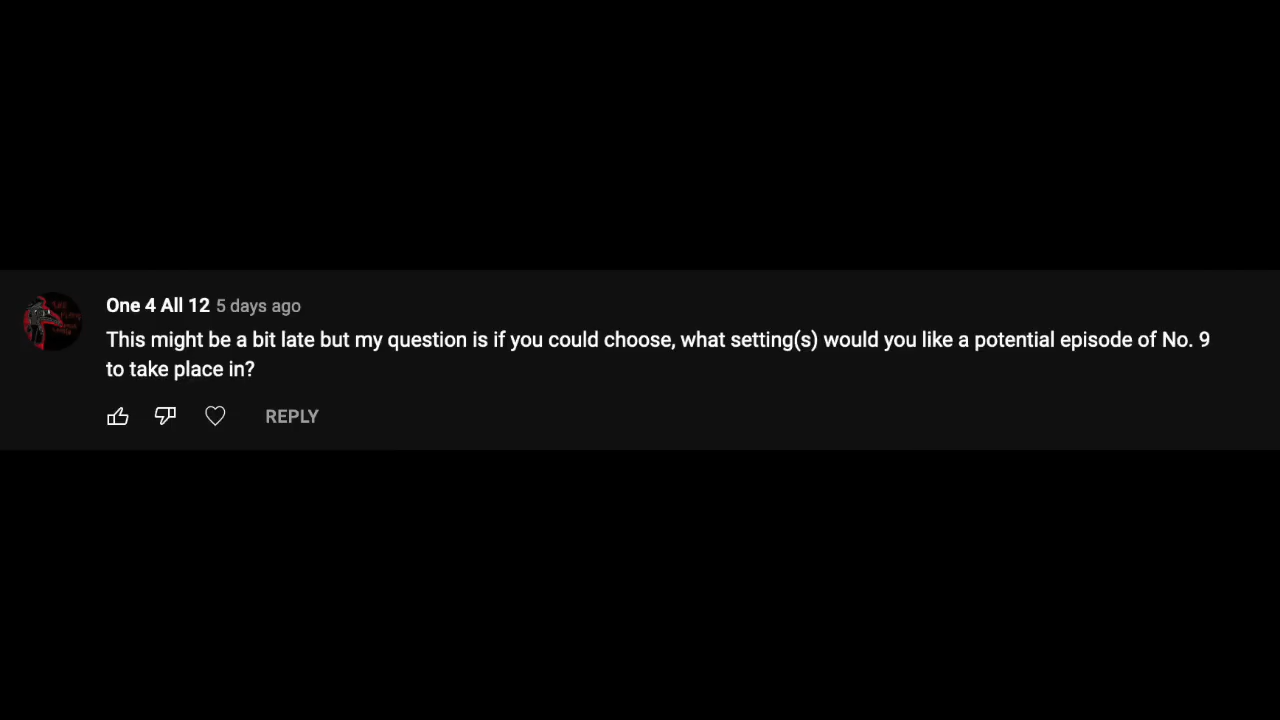 One 4 All 12 5 days ago
This might be a bit late but my question is if you could choose, what setting(s) would you like a potential episode of No. 9
to take place in?
REPLY